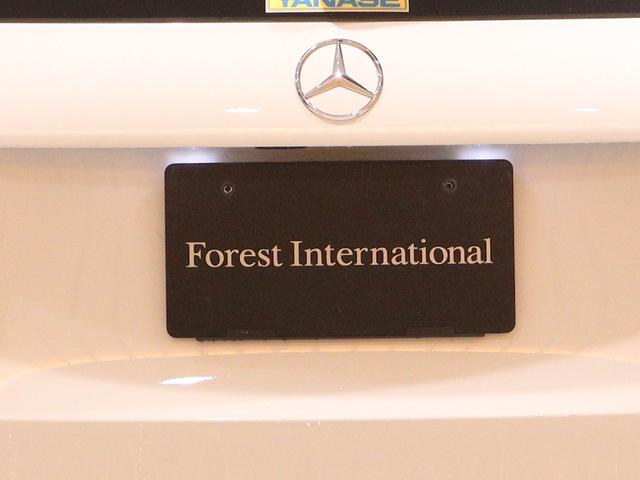 YANASE
Forest International